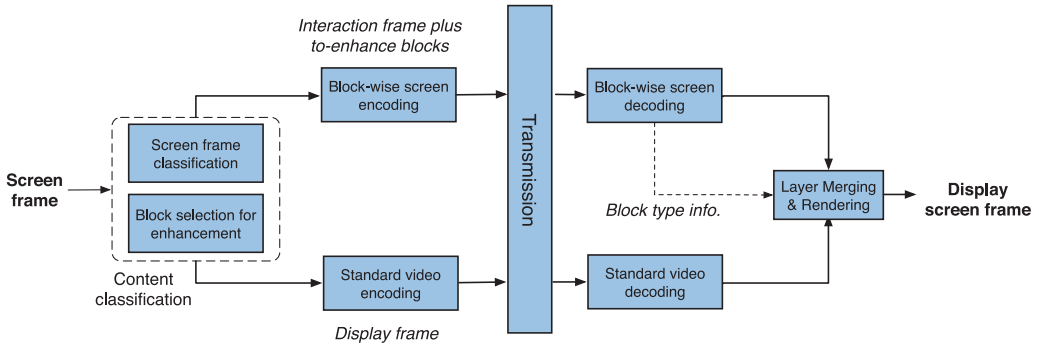 Interaction frame plus
to-enhance blocks
Block-wise screen
encoding
Block-wise screen
decoding
Transmission
Screen frame
classification
Screen
frame
Block selection for
enhancement
Layer Merging
& Rendering
Display
screen frame
Block type info.
Content
classification
Standard video
encoding
Standard video
decoding
Display frame